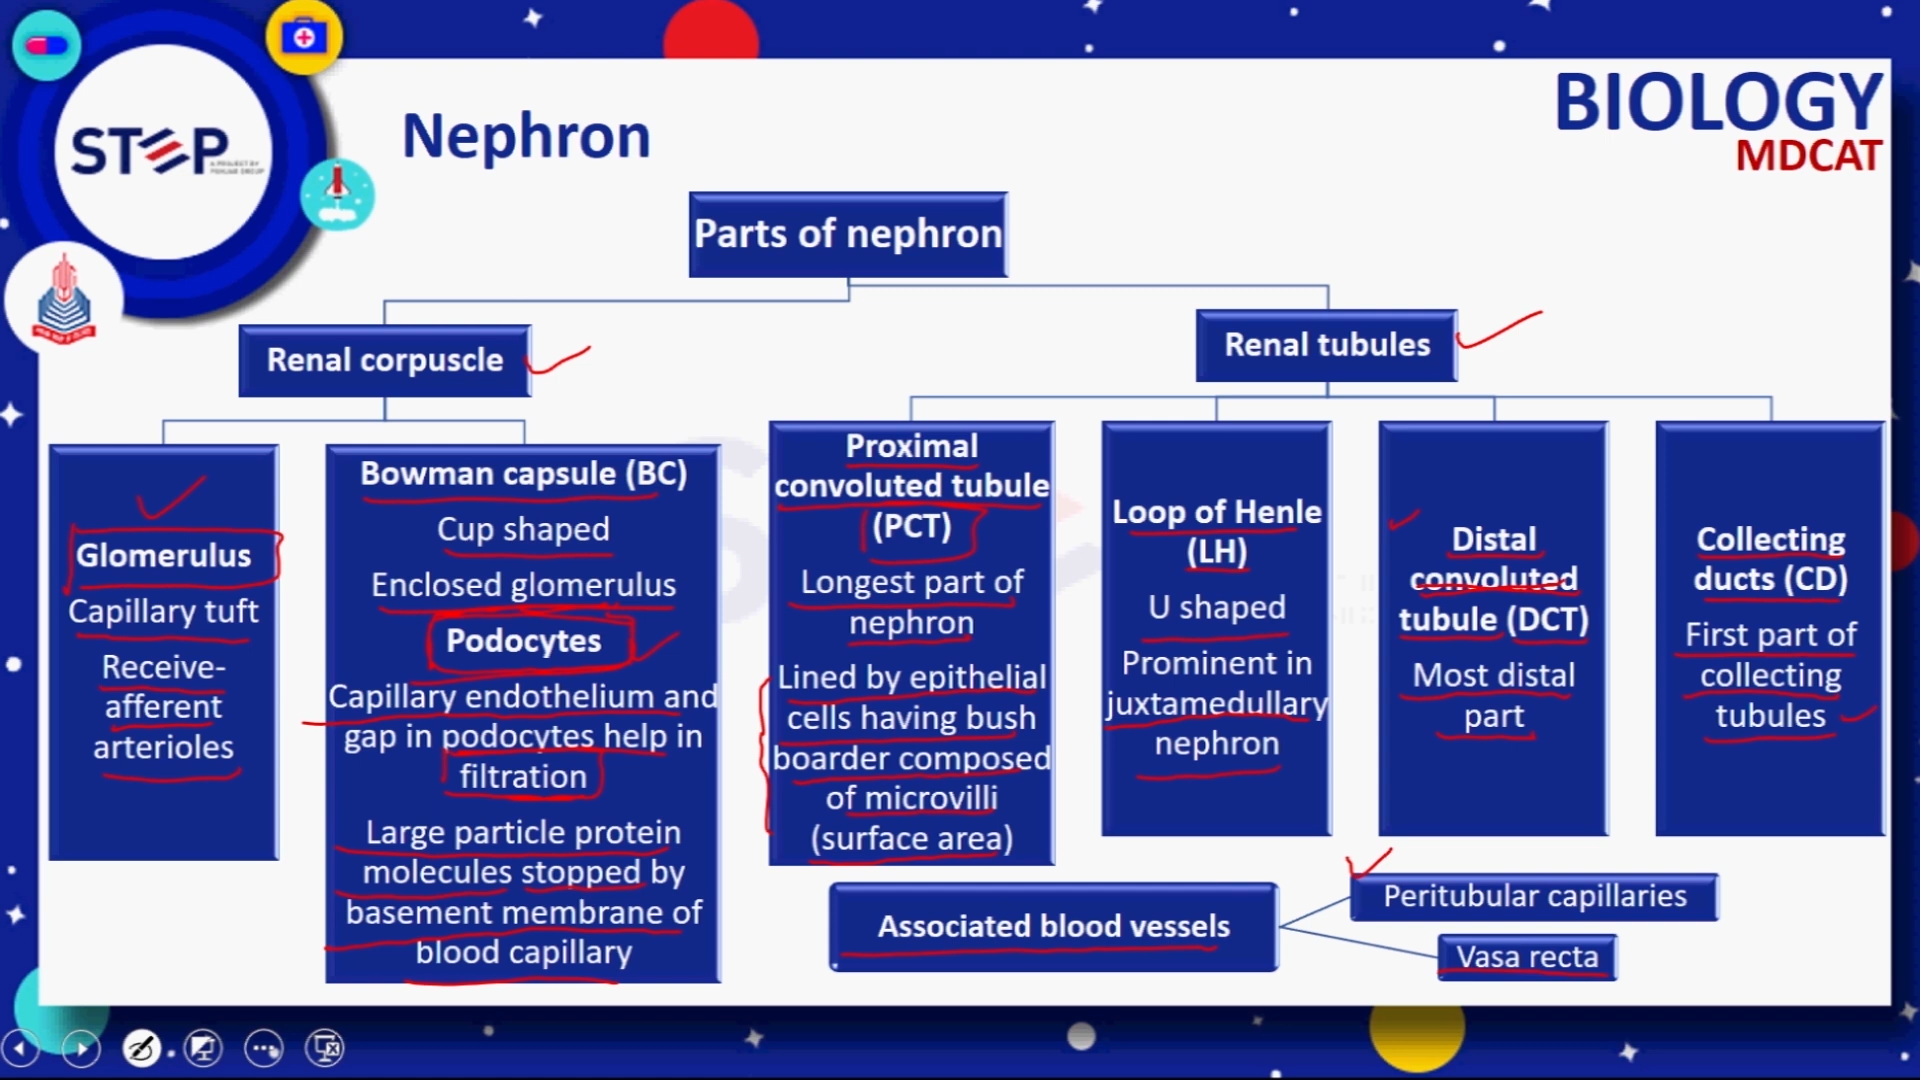 STEP
A PROJECT BY
PUNJAB GROUP
Nephron
BIOLOGY
MDCAT
Parts of nephron
Renal corpuscle
Renal tubules
Glomerulus
Capillary tuft
Receive-
afferent
arterioles
Bowman capsule (BC)
Cup shaped
Enclosed glomerulus
Podocytes
Capillary endothelium and
gap in podocytes help in
filtration
Large particle protein
molecules stopped by
basement membrane of
blood capillary
Proximal
convoluted tubule
(PCT)
Longest part of
nephron
Lined by epithelial
cells having bush
boarder composed
of microvilli
(surface area)
Loop of Henle
(LH)
U shaped
Prominent in
juxtamedullary
nephron
Distal
convoluted
tubule (DCT)
Most distal
part
Collecting
ducts (CD)
First part of
collecting
tubules
Associated blood vessels
Peritubular capillaries
Vasa recta